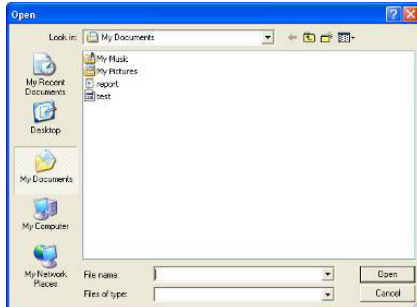 Open
Look in: My Documents
My Music
My Pictures
report
test
My Recent
Documents
Desktop
My Documents
My Computer
My Network
Places
File name:
Open
Files of type:
Cancel